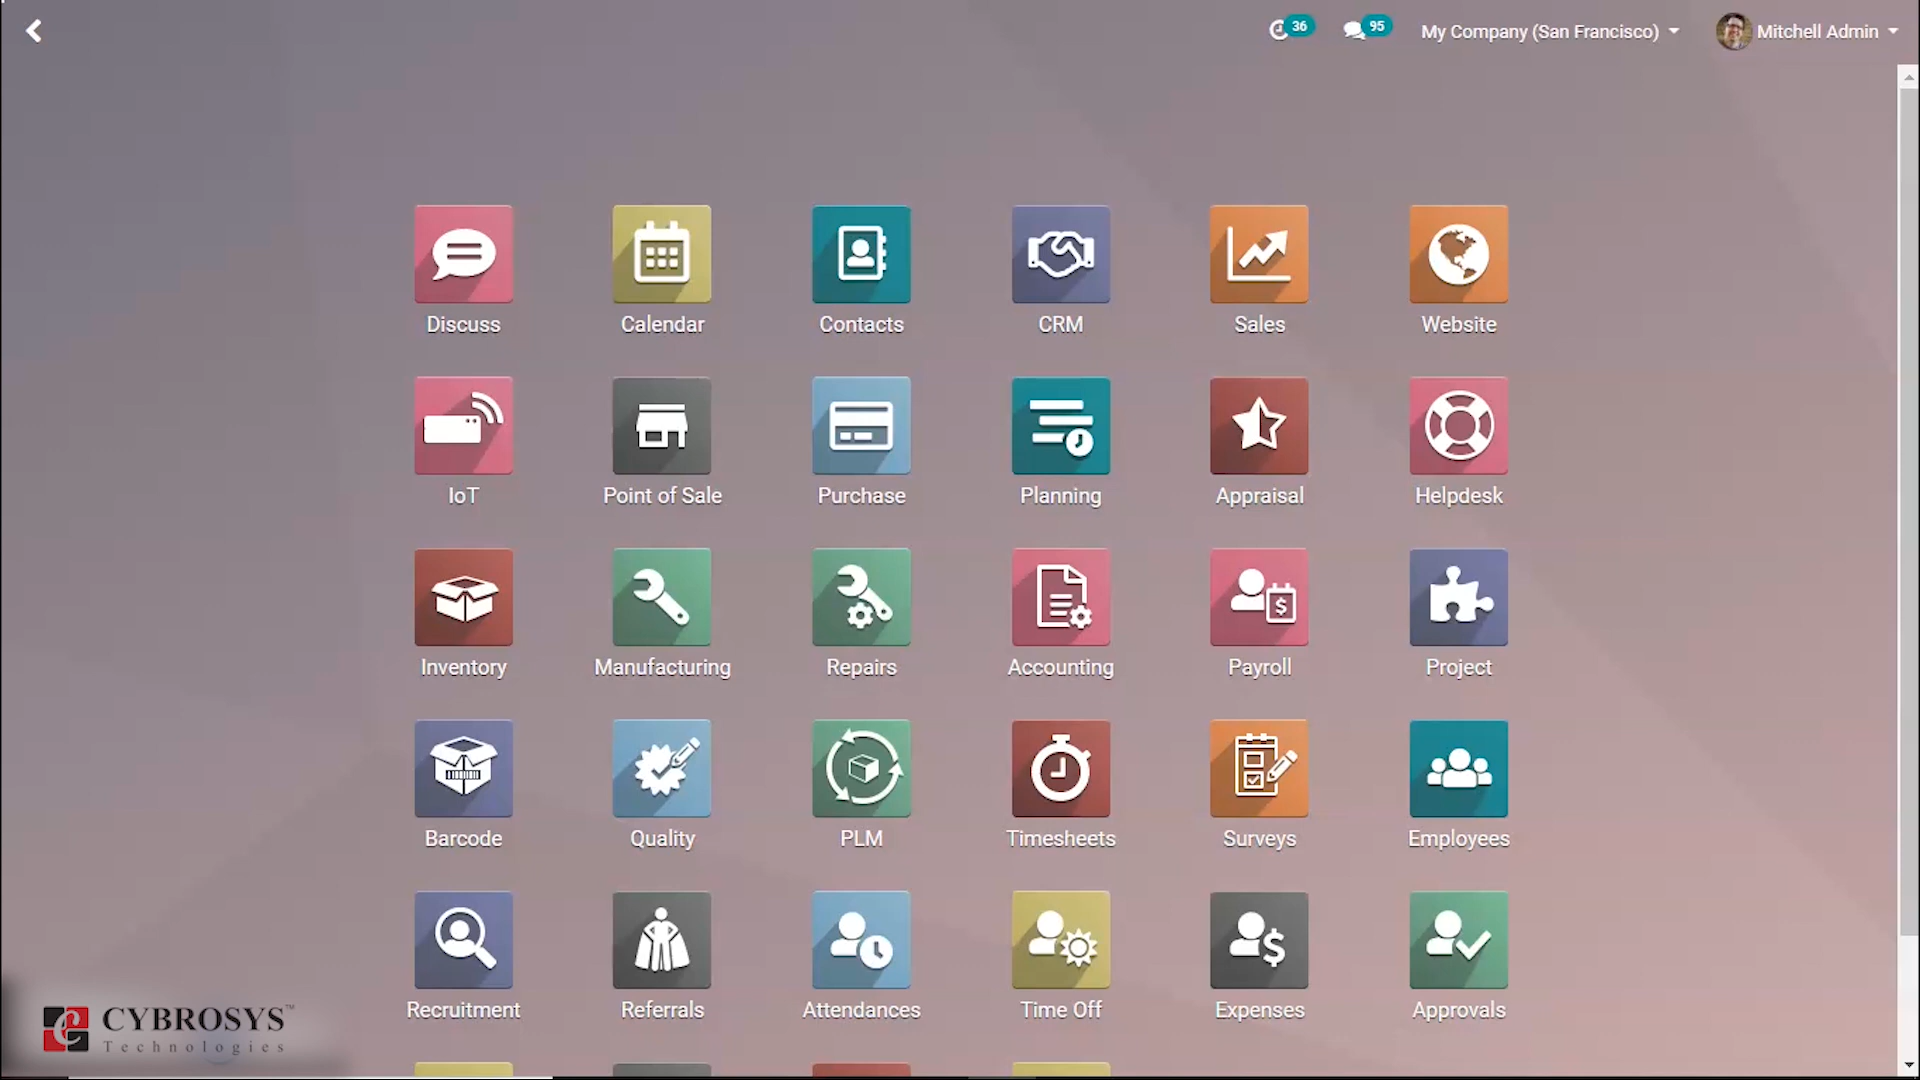 36 95 My Company (San Francisco) Mitchell Admin
Discuss Calendar Contacts CRM Sales Website
IoT Point of Sale Purchase Planning Appraisal Helpdesk
Inventory Manufacturing Repairs Accounting Payroll Project
Barcode Quality PLM Timesheets Surveys Employees
Recruitment Referrals Attendances Time Off Expenses Approvals
CYBROSYS™
Technologies